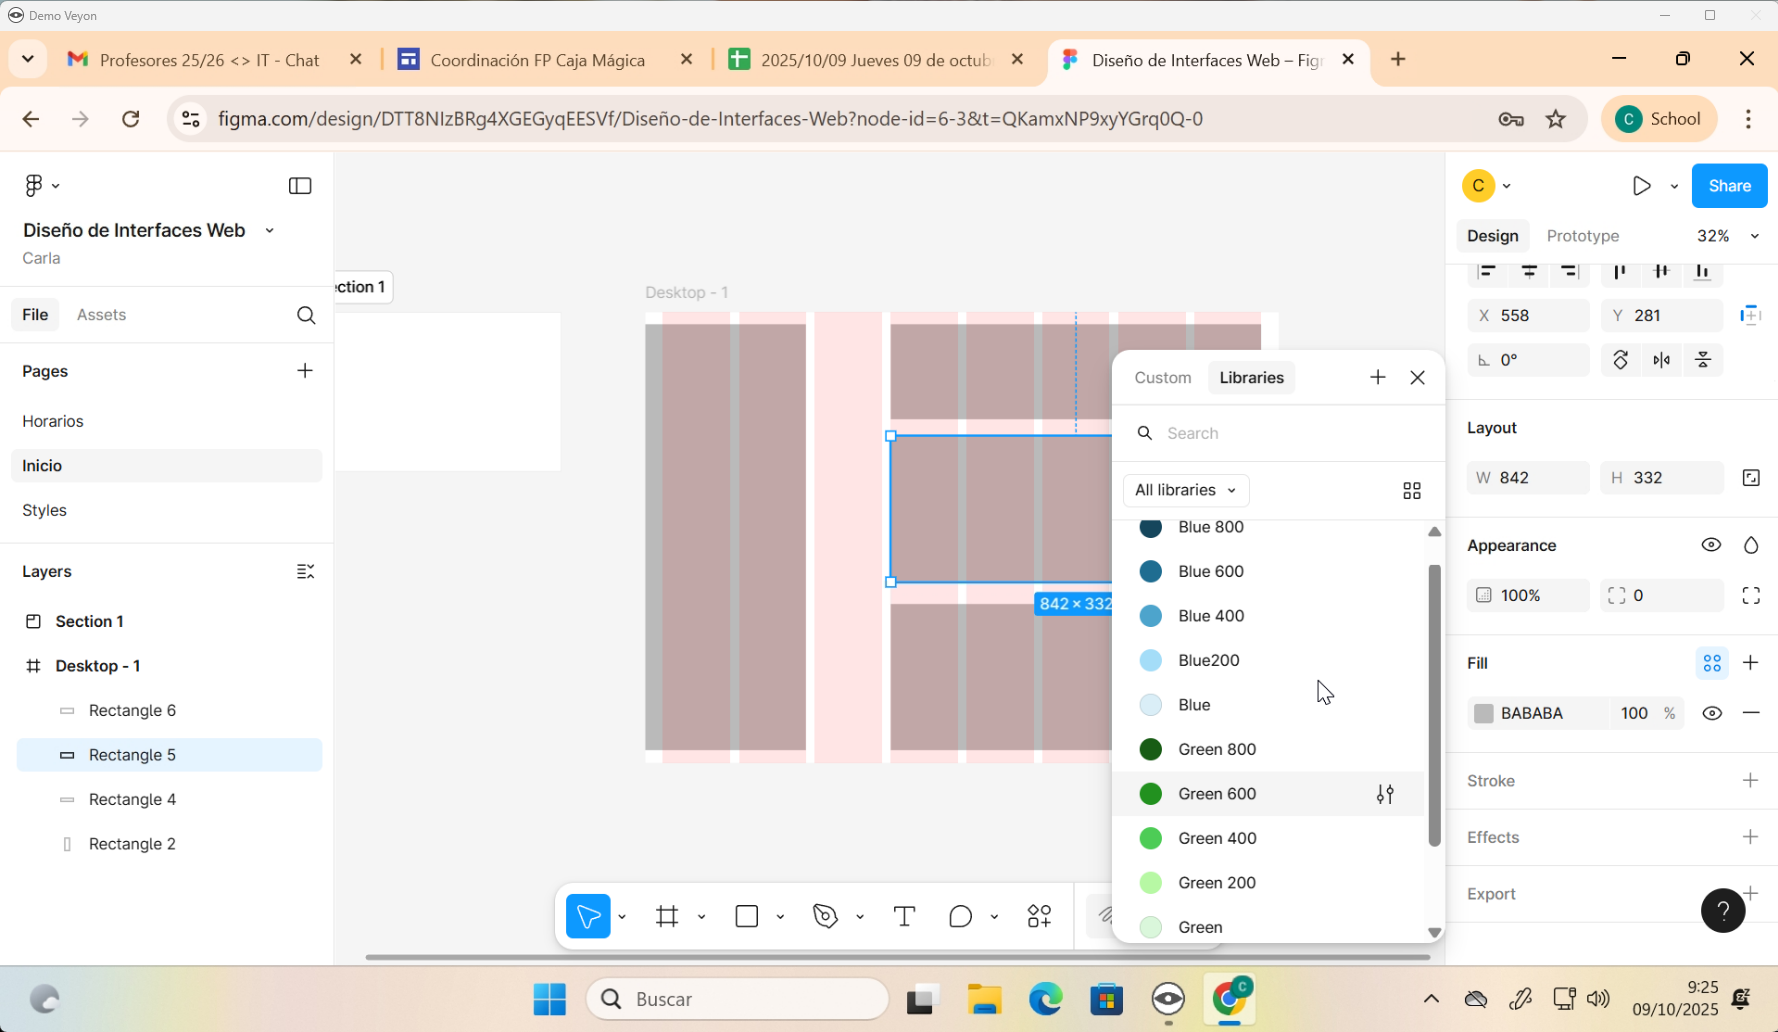 Demo Veyon
Profesores 25/26 <> IT - Chat
Coordinación FP Caja Mágica
2025/10/09 Jueves 09 de octub
Diseño de Interfaces Web – Fig
figma.com/design/DTT8NIzBRg4XGEGyqEESVf/Diseño-de-Interfaces-Web?node-id=6-3&t=QKamxNP9xyYGrq0Q-0
C School
Diseño de Interfaces Web
Carla
File Assets
Pages
Horarios
Inicio
Styles
Layers
Section 1
Desktop - 1
Rectangle 6
Rectangle 5
Rectangle 4
Rectangle 2
ction 1
Desktop - 1
842 × 332
Custom Libraries
Search
All libraries
Blue 800
Blue 600
Blue 400
Blue200
Blue
Green 800
Green 600
Green 400
Green 200
Green
C
Share
Design Prototype 32%
X 558 Y 281
0°
Layout
W 842 H 332
Appearance
100% 0
Fill
BABABA 100 %
Stroke
Effects
Export
?
Buscar
C
9:25
09/10/2025